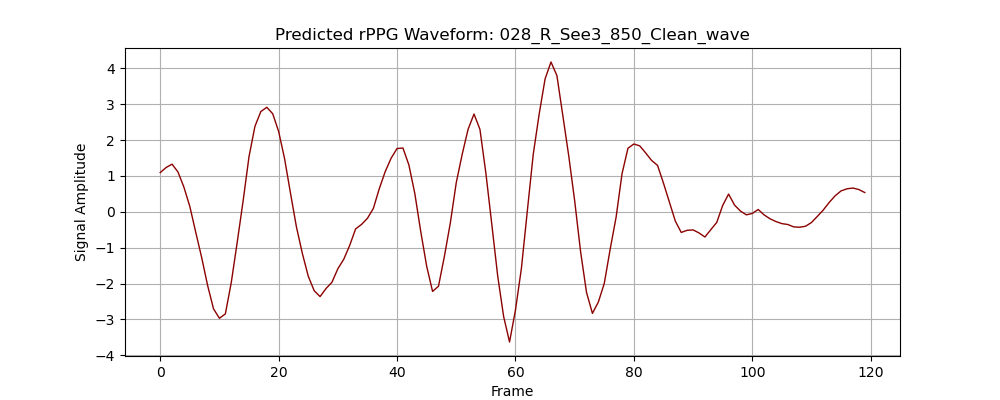 Predicted rPPG Waveform: 028_R_See3_850_Clean_wave
Signal Amplitude
4
3
2
1
0
−1
−2
−3
−4
0 20 40 60 80 100 120
Frame